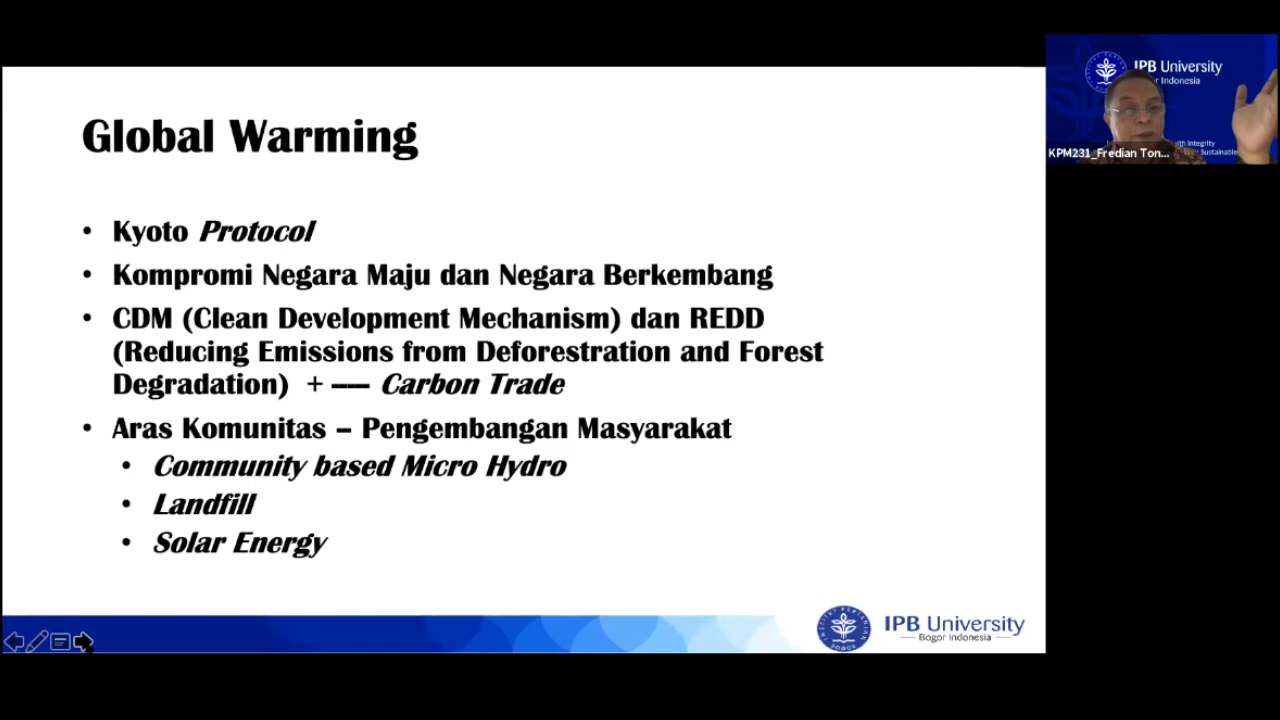 Global Warming
• Kyoto Protocol
• Kompromi Negara Maju dan Negara Berkembang
• CDM (Clean Development Mechanism) dan REDD
(Reducing Emissions from Deforestration and Forest
Degradation) + ---- Carbon Trade
• Aras Komunitas – Pengembangan Masyarakat
• Community based Micro Hydro
• Landfill
• Solar Energy
IPB University
Bogor Indonesia
IPB University
Indonesia
Integrity
Sustainable
KPM231_Fredian Ton...